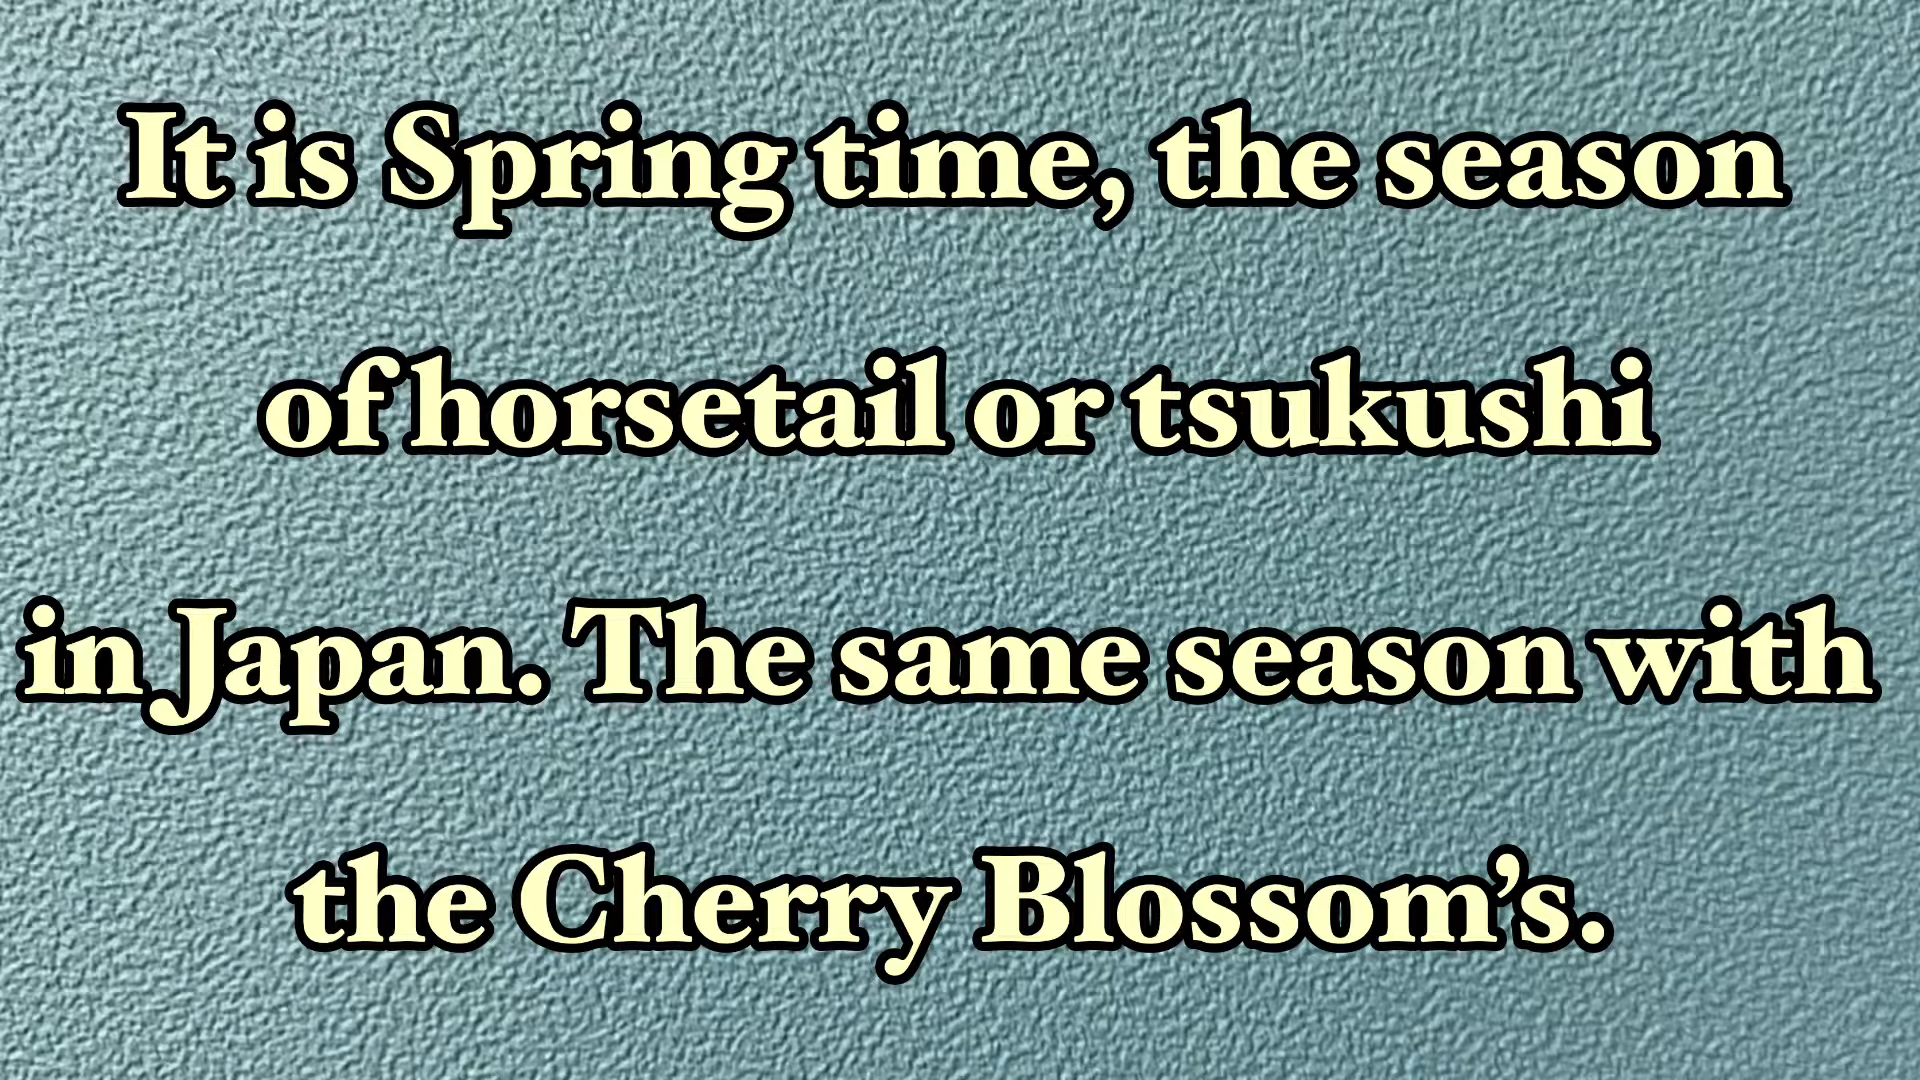 It is Spring time, the season
of horsetail or tsukushi
in Japan. The same season with
the Cherry Blossom’s.